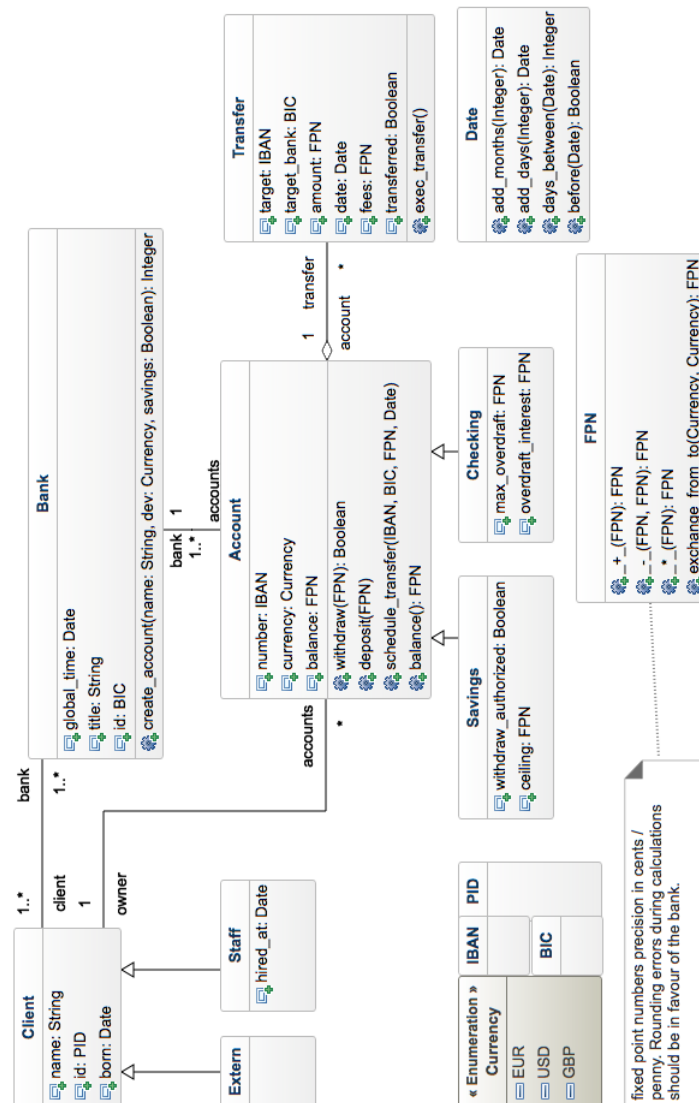 Client
name: String
id: PID
born: Date
1..*
client
bank
1..*
1
owner
accounts
*
Bank
global_time: Date
title: String
id: BIC
create_account(name: String, dev: Currency, savings: Boolean): Integer
bank
1
1..*
accounts
Extern
Staff
hired_at: Date
Account
number: IBAN
currency: Currency
balance: FPN
withdraw(FPN): Boolean
deposit(FPN)
schedule_transfer(IBAN, BIC, FPN, Date)
balance(): FPN
1
transfer
account
*
Transfer
target: IBAN
target_bank: BIC
amount: FPN
date: Date
fees: FPN
transferred: Boolean
exec_transfer()
« Enumeration »
Currency
EUR
USD
GBP
IBAN
PID
BIC
Savings
withdraw_authorized: Boolean
ceiling: FPN
Checking
max_overdraft: FPN
overdraft_interest: FPN
Date
add_months(Integer): Date
add_days(Integer): Date
days_between(Date): Integer
before(Date): Boolean
fixed point numbers precision in cents /
penny. Rounding errors during calculations
should be in favour of the bank.
FPN
_+_(FPN): FPN
_-_(FPN, FPN): FPN
_*_(FPN): FPN
exchange_from_to(Currency, Currency): FPN